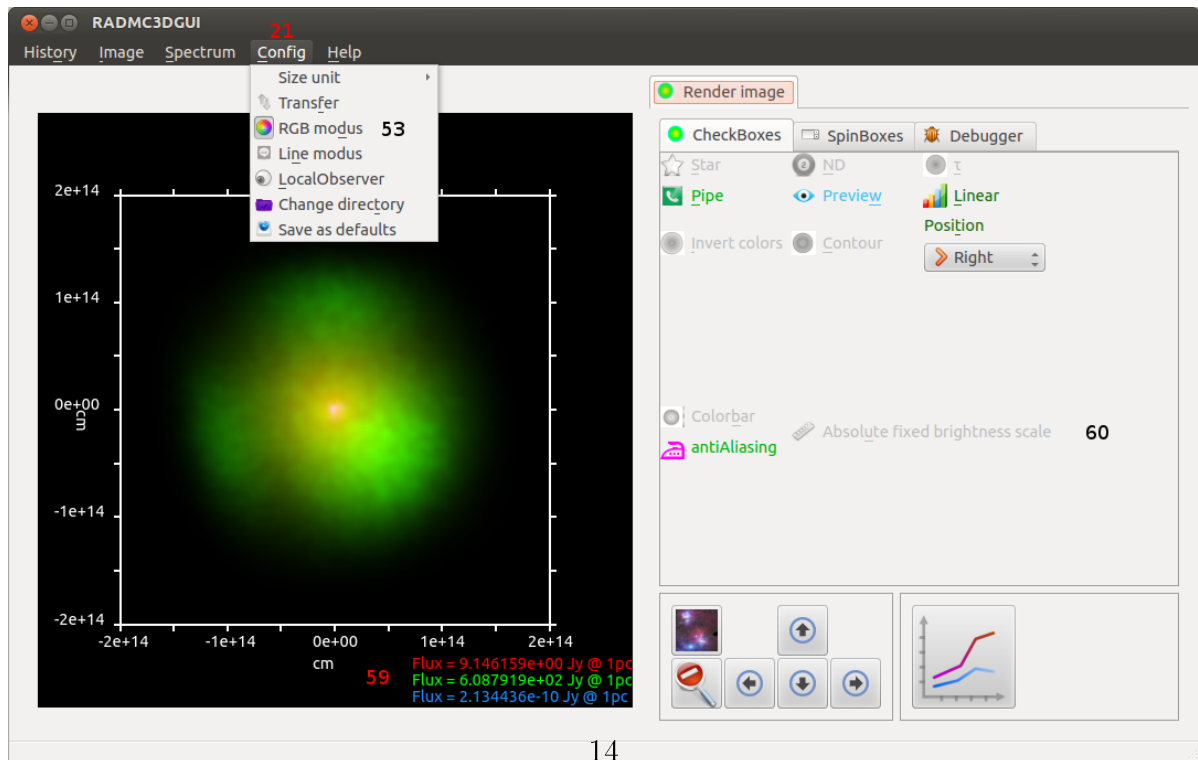 RADMC3DGUI
21
History Image Spectrum Config Help
Size unit
Transfer
RGB modus 53
Line modus
LocalObserver
Change directory
Save as defaults
Render image
CheckBoxes SpinBoxes Debugger
Star ND τ
Pipe Preview Linear
Position
Invert colors Contour
Right
Colorbar
Absolute fixed brightness scale 60
antiAliasing
2e+14
1e+14
0e+00
cm
-1e+14
-2e+14
-2e+14 -1e+14 0e+00 1e+14 2e+14
cm
59
Flux = 9.146159e+00 Jy @ 1pc
Flux = 6.087919e+02 Jy @ 1pc
Flux = 2.134436e-10 Jy @ 1pc
14